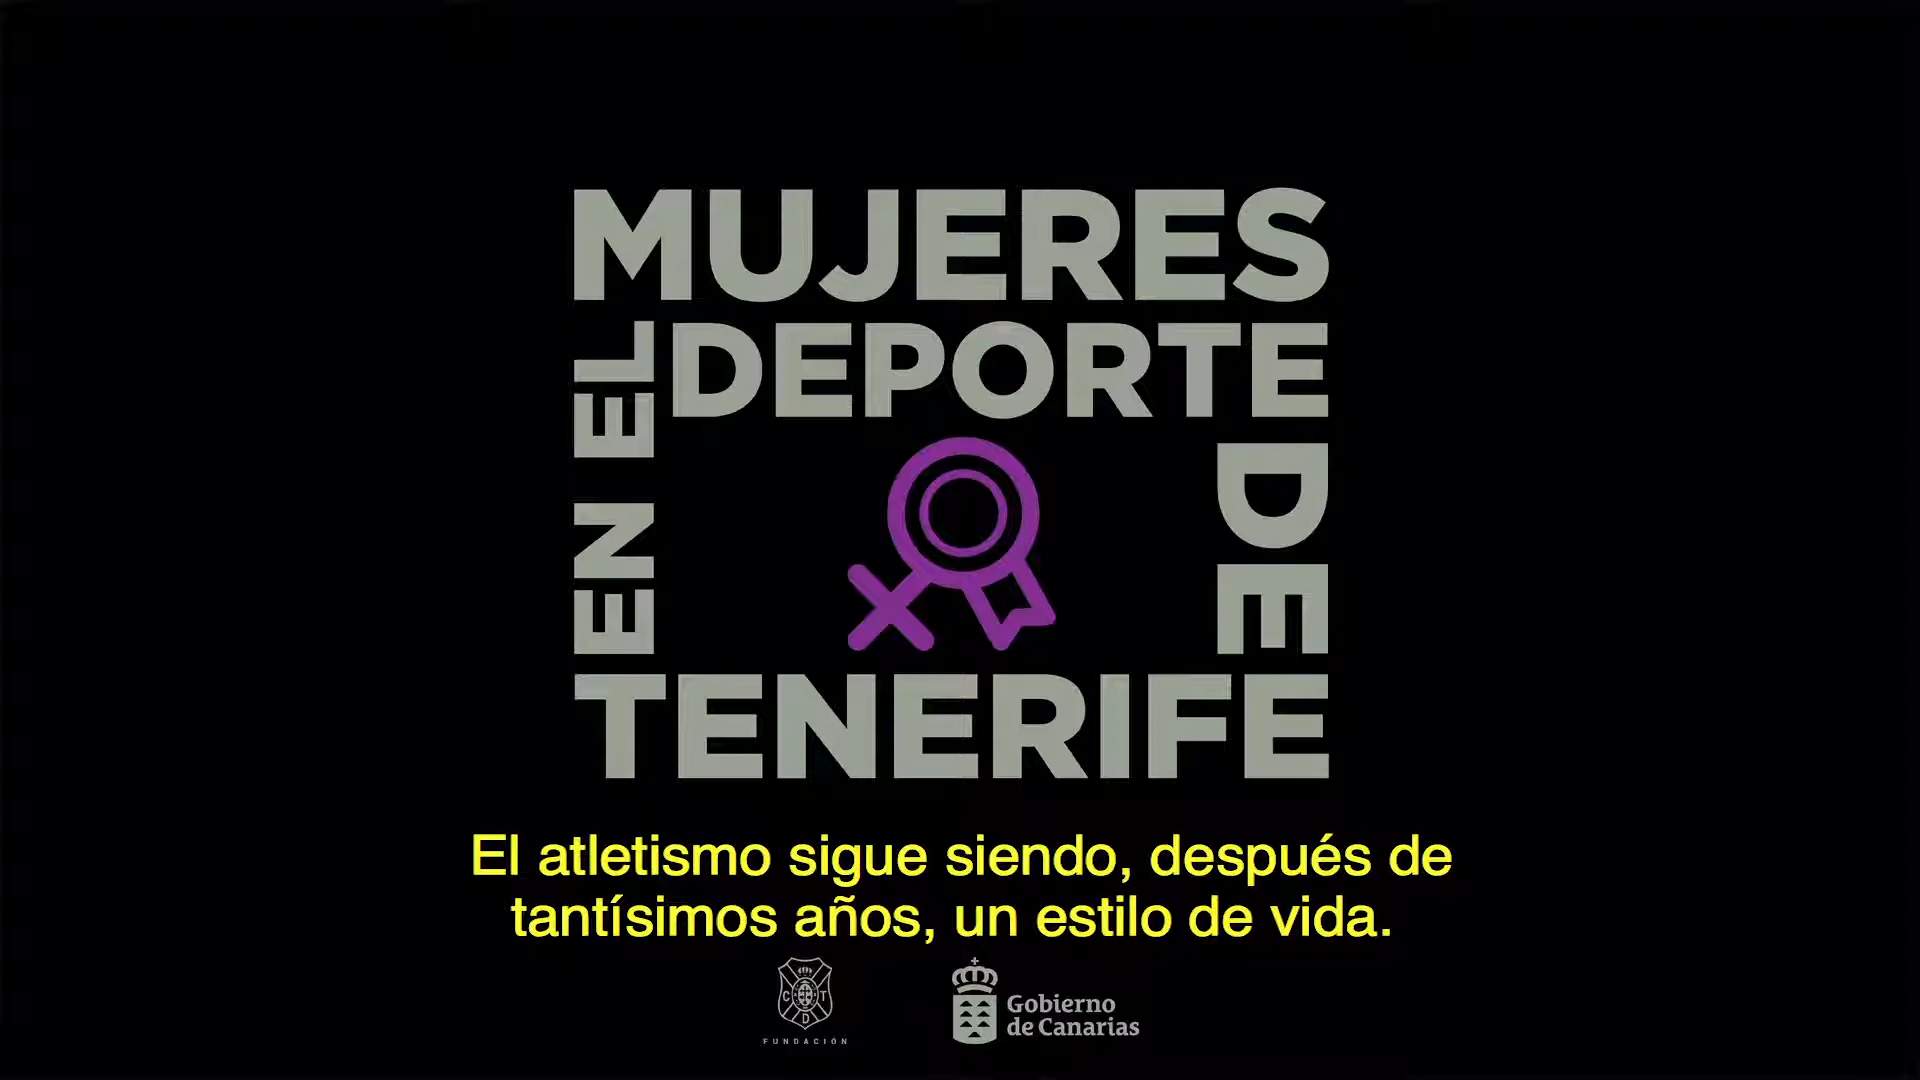 MUJERES
EN EL
DEPORTE
DE
TENERIFE
El atletismo sigue siendo, después de
tantísimos años, un estilo de vida.
CTD
FUNDACIÓN
Gobierno
de Canarias